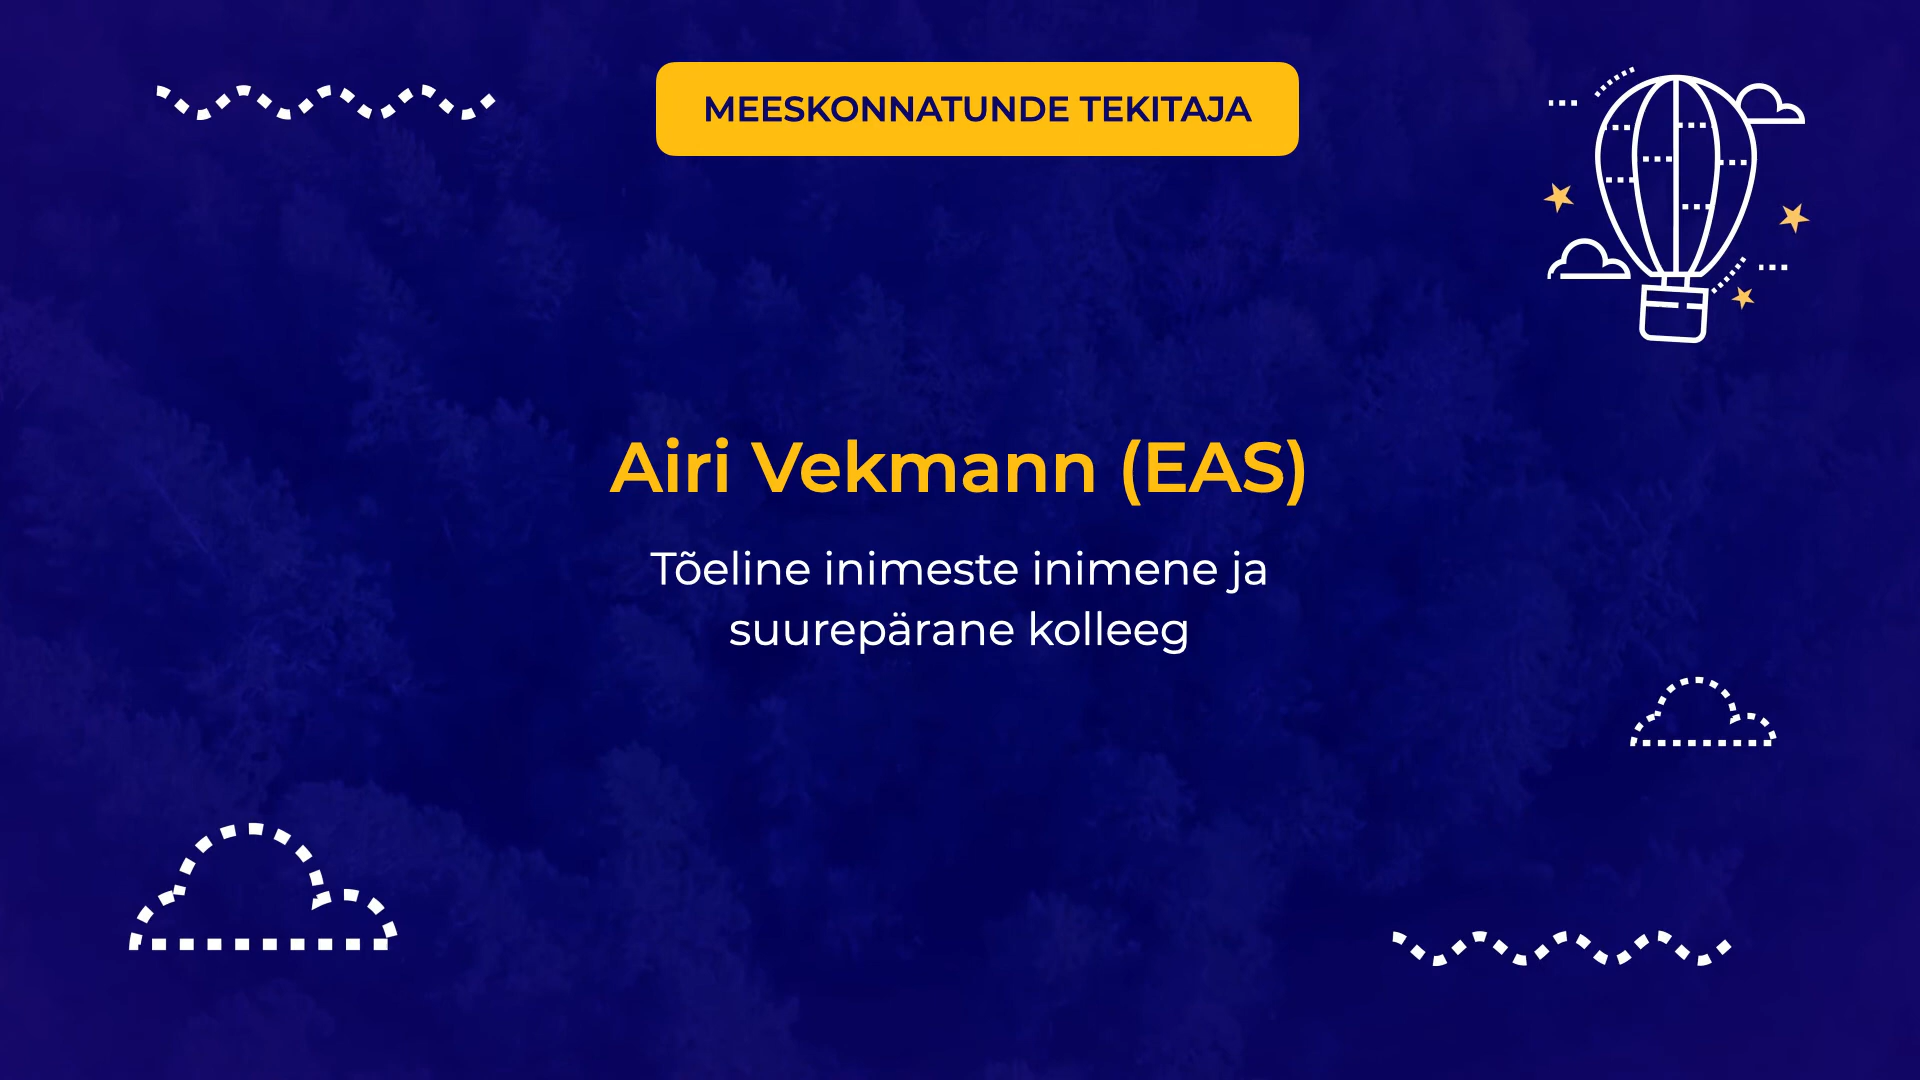 MEESKONNATUNDE TEKITAJA
Airi Vekmann (EAS)
Tõeline inimeste inimene ja
suurepärane kolleeg